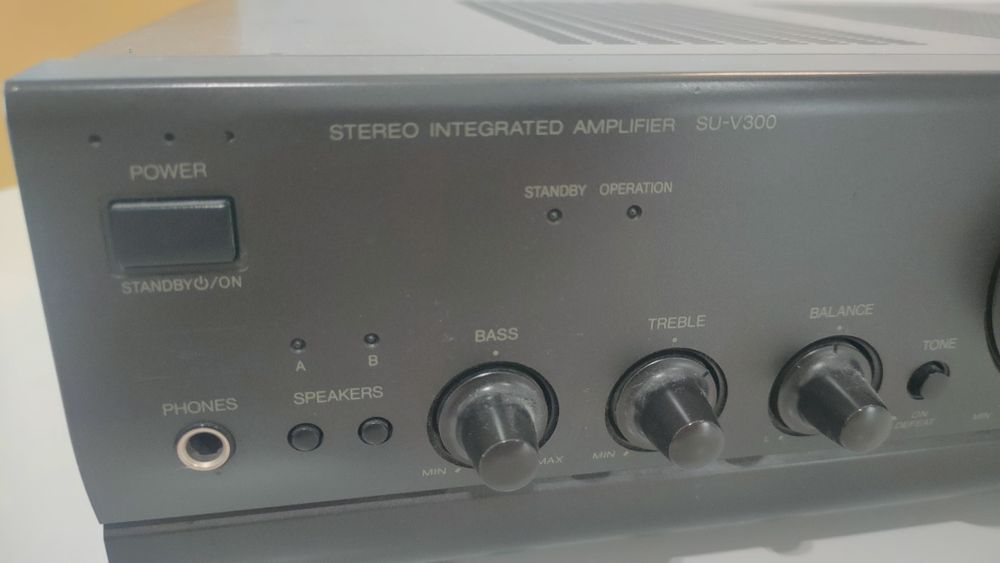 STEREO INTEGRATED AMPLIFIER SU-V300
POWER
STANDBY OPERATION
STANDBY⏻/ON
A B
SPEAKERS
PHONES
BASS
MIN MAX
TREBLE
MIN
BALANCE
L
TONE
ON
DEFEAT
MIN